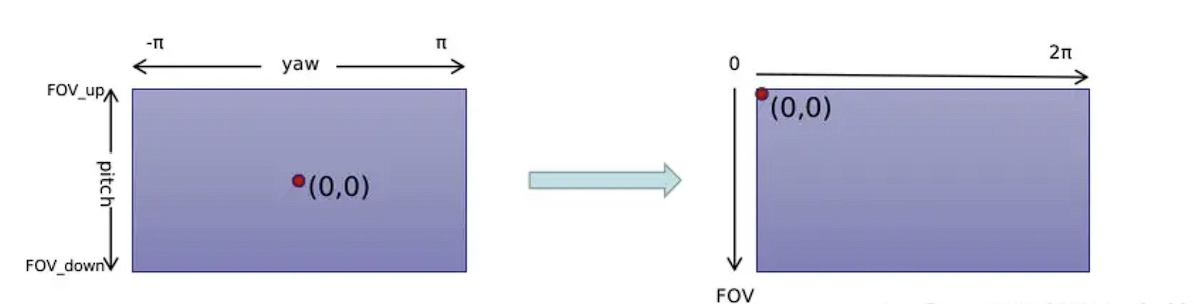 -π π
yaw
FOV_up
pitch
(0,0)
FOV_down
0 2π
(0,0)
FOV